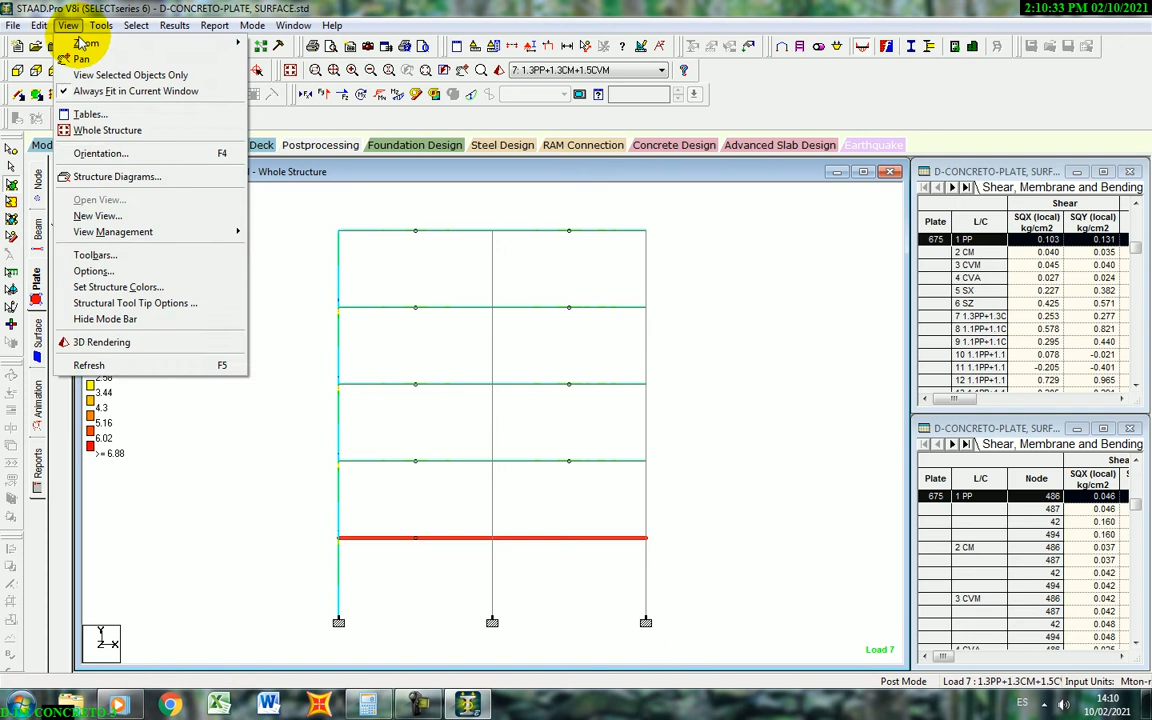 STAAD.Pro V8i (SELECTseries 6) - D-CONCRETO-PLATE, SURFACE.std
2:10:33 PM 02/10/2021
File Edit View Tools Select Results Report Mode Window Help
7: 1.3PP+1.3CM+1.5CVM
Pan
View Selected Objects Only
Always Fit in Current Window
Tables...
Whole Structure
Orientation... F4
Structure Diagrams...
Open View...
New View...
View Management
Toolbars...
Options...
Set Structure Colors...
Structural Tool Tip Options ...
Hide Mode Bar
3D Rendering
Refresh F5
Deck Postprocessing Foundation Design Steel Design RAM Connection Concrete Design Advanced Slab Design Earthquake
- Whole Structure
Node
Beam
Plate
Surface
Animation
Reports
3.44
4.3
5.16
6.02
>= 6.88
Load 7
D-CONCRETO-PLATE, SURF...
Shear, Membrane and Bending
Shear
Plate L/C SQX (local) kg/cm2 SQY (local) kg/cm2
675 1 PP 0.103 0.131
2 CM 0.040 0.035
3 CVM 0.045 0.040
4 CVA 0.027 0.024
5 SX 0.227 0.382
6 SZ 0.425 0.571
7 1.3PP+1.3C 0.253 0.293
8 1.1PP+1.1C 0.578 0.821
9 1.1PP+1.1C 0.295 0.440
10 1.1PP+1.1 0.078 -0.021
11 1.1PP+1.1 -0.205 -0.401
12 1.1PP+1.1 0.729 0.965
D-CONCRETO-PLATE, SURF...
Shear, Membrane and Bending
Shea
Plate L/C Node SQX (local) kg/cm2
675 1 PP 486 0.046
487 0.046
42 0.160
494 0.160
2 CM 486 0.037
487 0.037
42 0.042
494 0.042
3 CVM 486 0.042
487 0.042
42 0.048
494 0.048
Post Mode
Load 7 : 1.3PP+1.3CM+1.5CV
Input Units: Mton-r
ES
14:10
10/02/2021